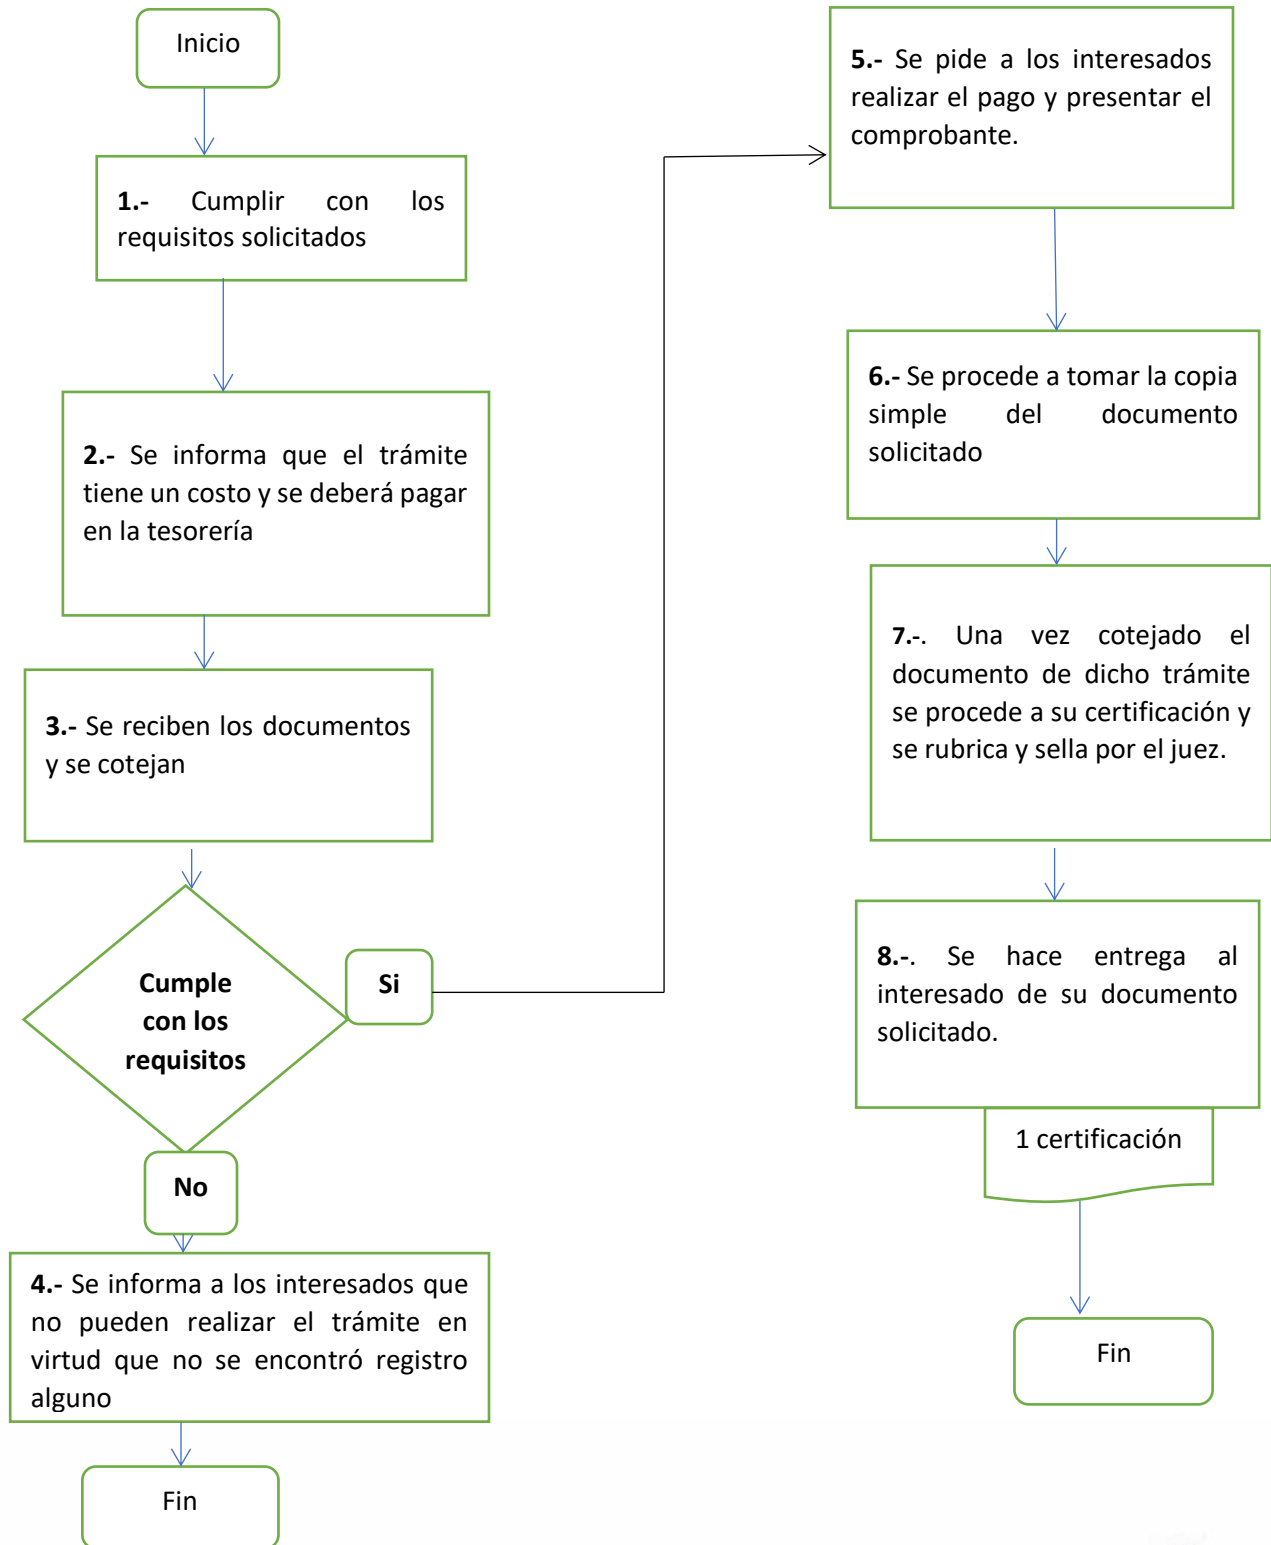 Inicio
1.- Cumplir con los
requisitos solicitados
2.- Se informa que el trámite
tiene un costo y se deberá pagar
en la tesorería
3.- Se reciben los documentos
y se cotejan
Cumple
con los
requisitos
Si
No
4.- Se informa a los interesados que
no pueden realizar el trámite en
virtud que no se encontró registro
alguno
Fin
5.- Se pide a los interesados
realizar el pago y presentar el
comprobante.
6.- Se procede a tomar la copia
simple del documento
solicitado
7.-. Una vez cotejado el
documento de dicho trámite
se procede a su certificación y
se rubrica y sella por el juez.
8.-. Se hace entrega al
interesado de su documento
solicitado.
1 certificación
Fin